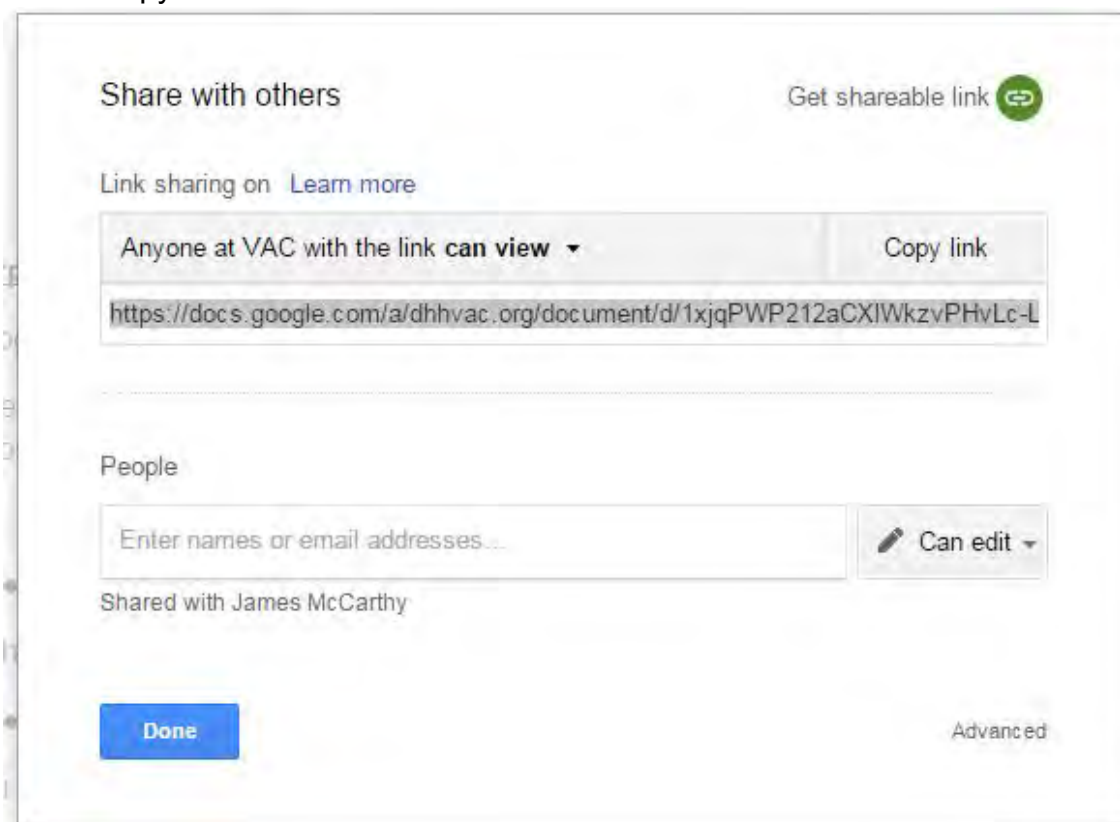 Share with others
Get shareable link
Link sharing on Learn more
Anyone at VAC with the link can view
Copy link
https://docs.google.com/a/dhhvac.org/document/d/1xjqPWP212aCXIWkzvPHvLc-L
People
Enter names or email addresses...
Can edit
Shared with James McCarthy
Done
Advanced